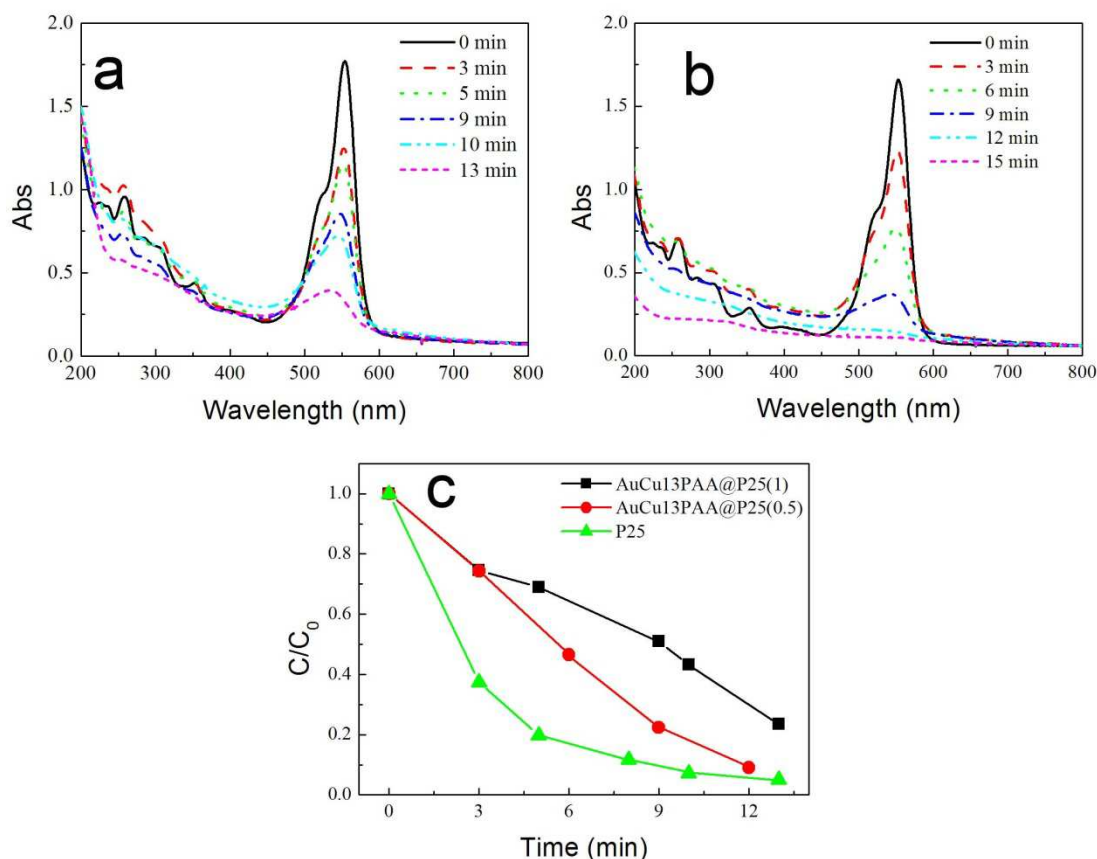 a
2.0
1.5
1.0
0.5
0.0
Abs
200 300 400 500 600 700 800
Wavelength (nm)
0 min
3 min
5 min
9 min
10 min
13 min
b
2.0
1.5
1.0
0.5
0.0
Abs
200 300 400 500 600 700 800
Wavelength (nm)
0 min
3 min
6 min
9 min
12 min
15 min
c
1.0
0.8
0.6
0.4
0.2
0.0
C/C0
0 3 6 9 12
Time (min)
AuCu13PAA@P25(1)
AuCu13PAA@P25(0.5)
P25